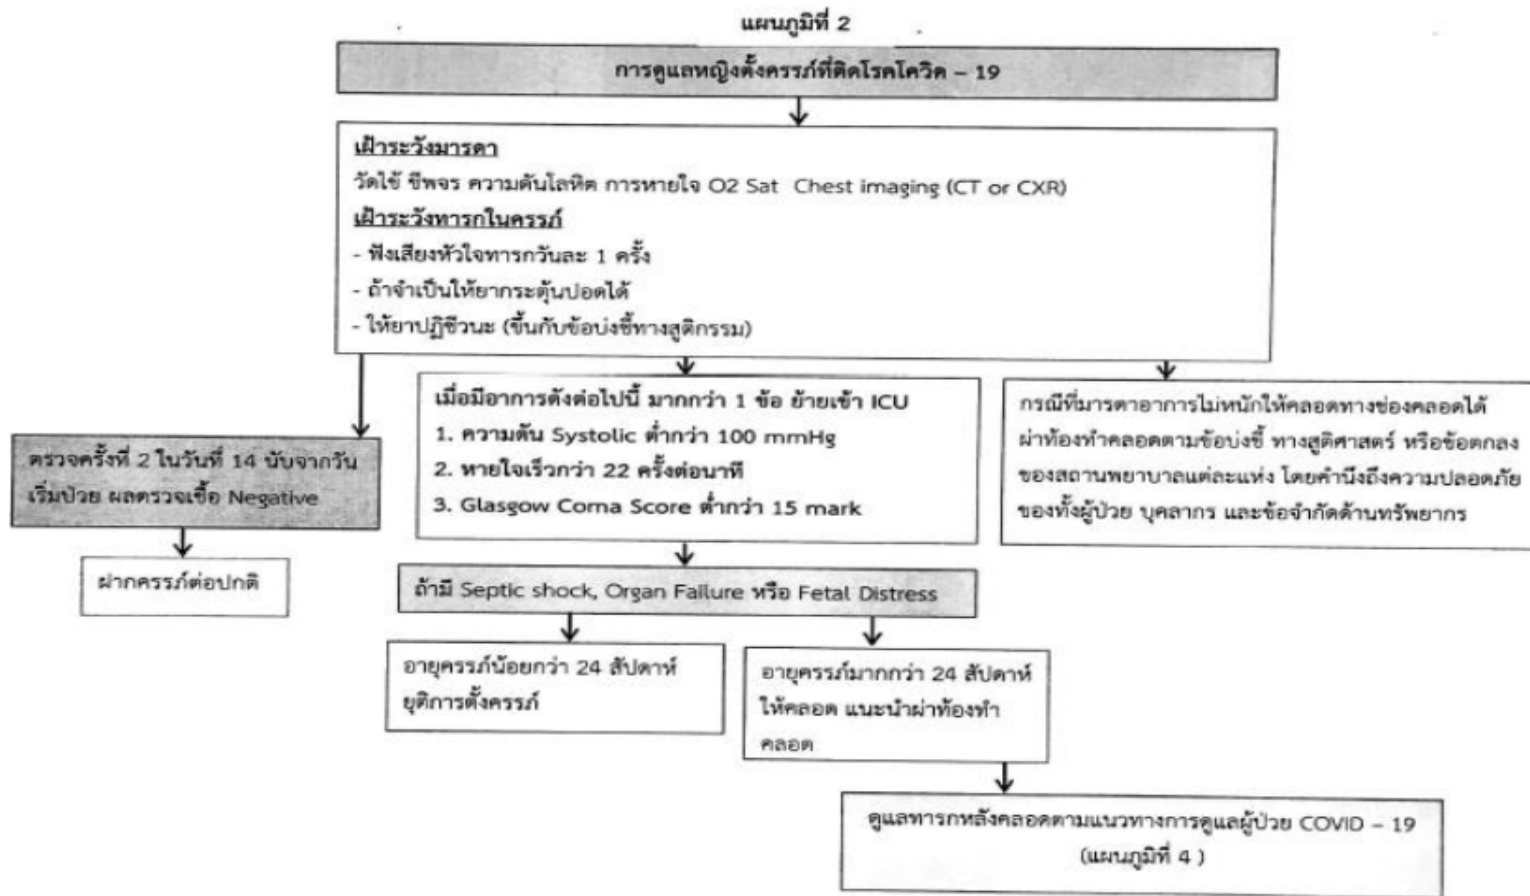 แผนภูมิที่ 2
การดูแลหญิงตั้งครรภ์ที่ติดโรคโควิด – 19
เฝ้าระวังมารดา
วัดไข้ ชีพจร ความดันโลหิต การหายใจ O2 Sat Chest imaging (CT or CXR)
เฝ้าระวังทารกในครรภ์
- ฟังเสียงหัวใจทารกวันละ 1 ครั้ง
- ถ้าจำเป็นให้ยากระตุ้นปอดได้
- ให้ยาปฏิชีวนะ (ขึ้นกับข้อบ่งชี้ทางสูติกรรม)
ตรวจครั้งที่ 2 ในวันที่ 14 นับจากวัน
เริ่มป่วย ผลตรวจเชื้อ Negative
ฝากครรภ์ต่อปกติ
เมื่อมีอาการดังต่อไปนี้ มากกว่า 1 ข้อ ย้ายเข้า ICU
1. ความดัน Systolic ต่ำกว่า 100 mmHg
2. หายใจเร็วกว่า 22 ครั้งต่อนาที
3. Glasgow Coma Score ต่ำกว่า 15 mark
กรณีที่มารดาอาการไม่หนักให้คลอดทางช่องคลอดได้
ผ่าท้องทำคลอดตามข้อบ่งชี้ ทางสูติศาสตร์ หรือข้อตกลง
ของสถานพยาบาลแต่ละแห่ง โดยคำนึงถึงความปลอดภัย
ของทั้งผู้ป่วย บุคลากร และข้อจำกัดด้านทรัพยากร
ถ้ามี Septic shock, Organ Failure หรือ Fetal Distress
อายุครรภ์น้อยกว่า 24 สัปดาห์
ยุติการตั้งครรภ์
อายุครรภ์มากกว่า 24 สัปดาห์
ให้คลอด แนะนำผ่าท้องทำ
คลอด
ดูแลทารกหลังคลอดตามแนวทางการดูแลผู้ป่วย COVID – 19
(แผนภูมิที่ 4 )